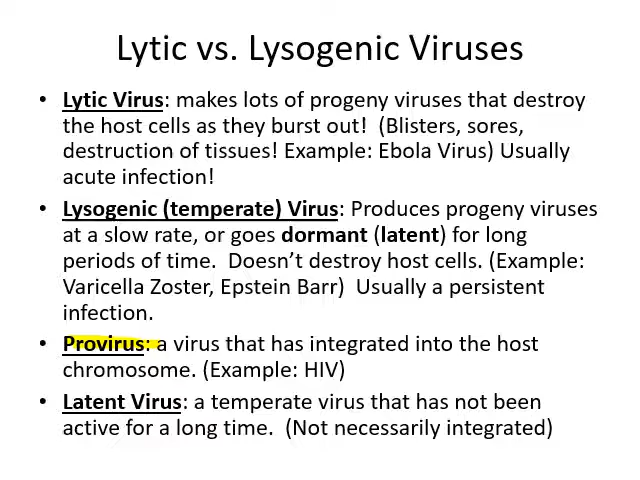 Lytic vs. Lysogenic Viruses
• Lytic Virus: makes lots of progeny viruses that destroy
the host cells as they burst out!  (Blisters, sores,
destruction of tissues! Example: Ebola Virus) Usually
acute infection!
• Lysogenic (temperate) Virus: Produces progeny viruses
at a slow rate, or goes dormant (latent) for long
periods of time.  Doesn’t destroy host cells. (Example:
Varicella Zoster, Epstein Barr)  Usually a persistent
infection.
• Provirus: a virus that has integrated into the host
chromosome. (Example: HIV)
• Latent Virus: a temperate virus that has not been
active for a long time.  (Not necessarily integrated)